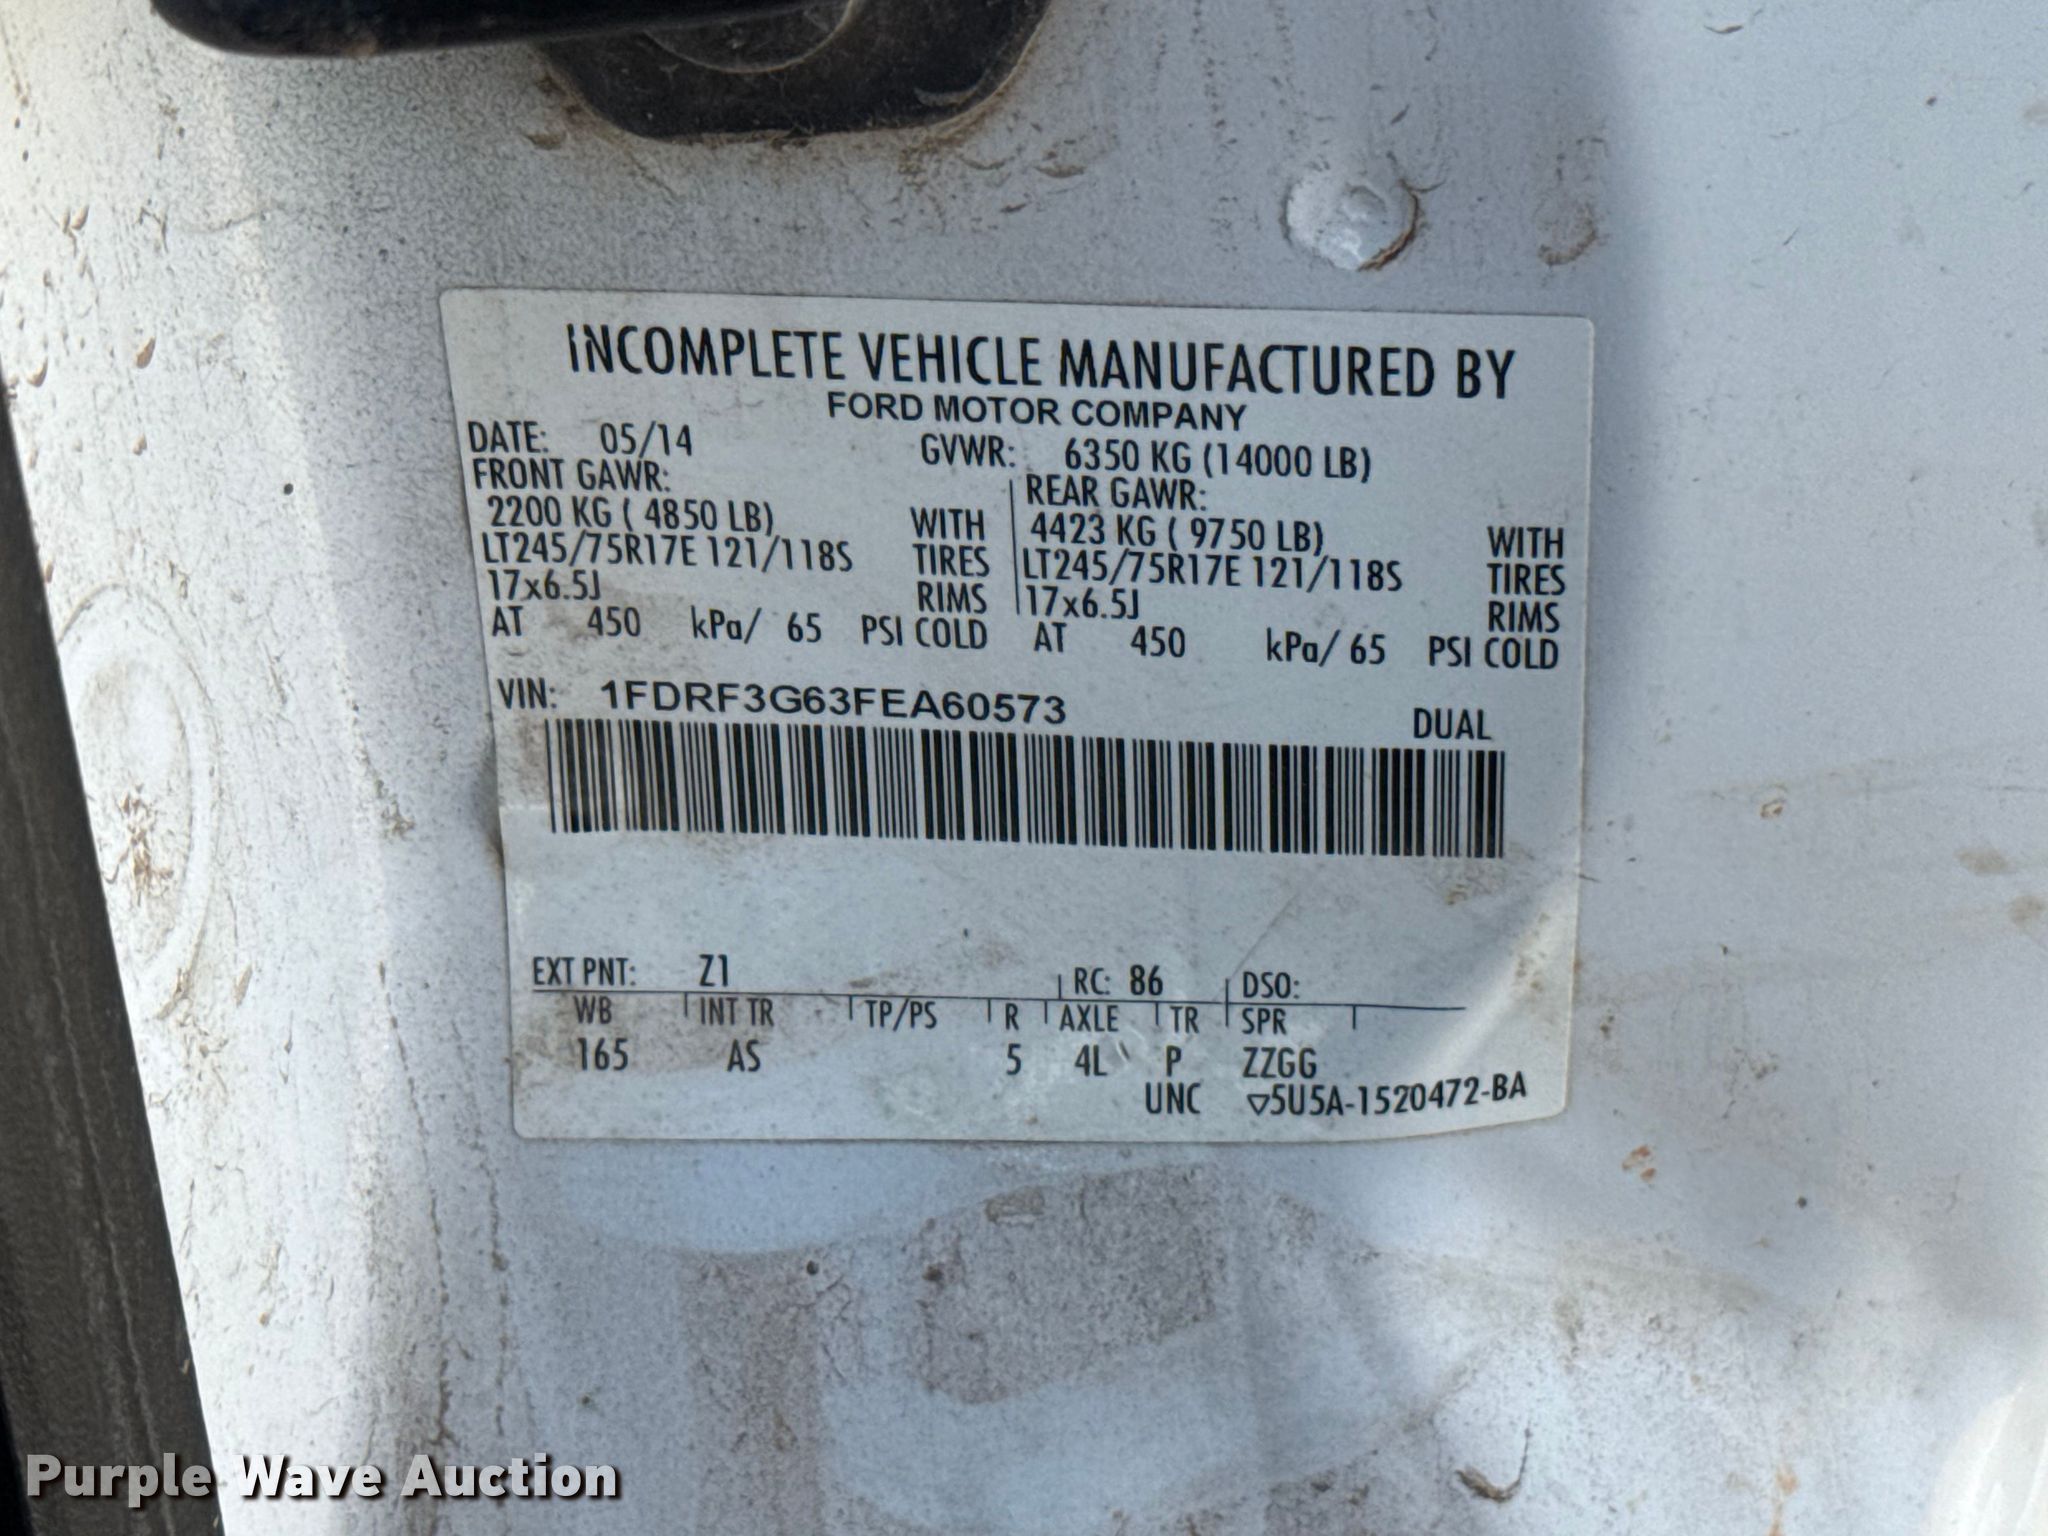 INCOMPLETE VEHICLE MANUFACTURED BY
FORD MOTOR COMPANY
DATE: 05/14 GVWR: 6350 KG (14000 LB)
FRONT GAWR: REAR GAWR:
2200 KG ( 4850 LB) WITH 4423 KG ( 9750 LB) WITH
LT245/75R17E 121/118S TIRES LT245/75R17E 121/118S TIRES
17x6.5J RIMS 17x6.5J RIMS
AT 450 kPa/ 65 PSI COLD AT 450 kPa/ 65 PSI COLD
VIN: 1FDRF3G63FEA60573
DUAL
EXT PNT: Z1 RC: 86 DSO:
WB INT TR TP/PS R AXLE TR SPR
165 AS 5 4L P ZZGG
UNC ▽5U5A-1520472-BA
Purple Wave Auction